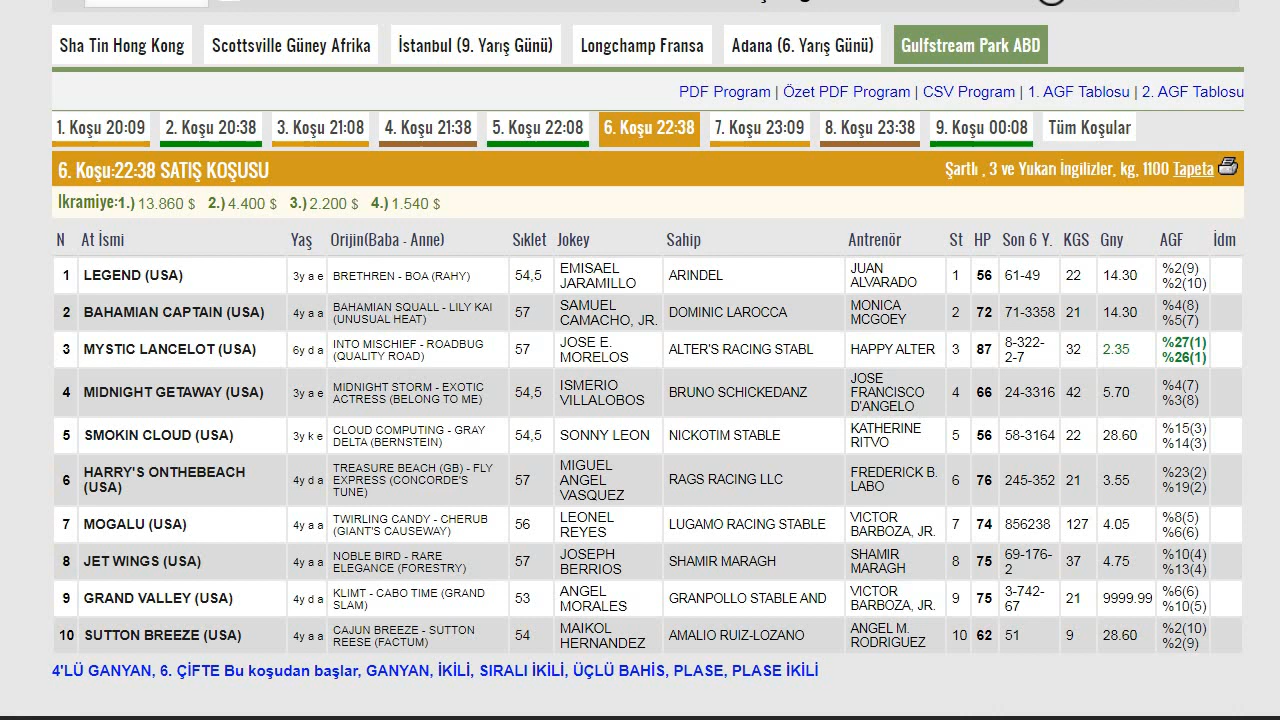 Sha Tin Hong Kong Scottsville Güney Afrika İstanbul (9. Yarış Günü) Longchamp Fransa Adana (6. Yarış Günü) Gulfstream Park ABD
PDF Program | Özet PDF Program | CSV Program | 1. AGF Tablosu | 2. AGF Tablosu
1. Koşu 20:09 2. Koşu 20:38 3. Koşu 21:08 4. Koşu 21:38 5. Koşu 22:08 6. Koşu 22:38 7. Koşu 23:09 8. Koşu 23:38 9. Koşu 00:08 Tüm Koşular
6. Koşu:22:38 SATIŞ KOŞUSU Şartlı , 3 ve Yukarı İngilizler, kg, 1100 Tapeta
Ikramiye:1.) 13.860 $ 2.) 4.400 $ 3.) 2.200 $ 4.) 1.540 $
N At İsmi Yaş Orijin(Baba - Anne) Sıklet Jokey Sahip Antrenör St HP Son 6 Y. KGS Gny AGF İdm
1 LEGEND (USA) 3y a e BRETHREN - BOA (RAHY) 54,5 EMISAEL JARAMILLO ARINDEL JUAN ALVARADO 1 56 61-49 22 14.30 %2(9) %2(10)
2 BAHAMIAN CAPTAIN (USA) 4y a a BAHAMIAN SQUALL - LILY KAI (UNUSUAL HEAT) 57 SAMUEL CAMACHO, JR. DOMINIC LAROCCA MONICA MCGOEY 2 72 71-3358 21 14.30 %4(8) %5(7)
3 MYSTIC LANCELOT (USA) 6y d a INTO MISCHIEF - ROADBUG (QUALITY ROAD) 57 JOSE E. MORELOS ALTER'S RACING STABL HAPPY ALTER 3 87 8-322-2-7 32 2.35 %27(1) %26(1)
4 MIDNIGHT GETAWAY (USA) 3y a e MIDNIGHT STORM - EXOTIC ACTRESS (BELONG TO ME) 54,5 ISMERIO VILLALOBOS BRUNO SCHICKEDANZ JOSE FRANCISCO D'ANGELO 4 66 24-3316 42 5.70 %4(7) %3(8)
5 SMOKIN CLOUD (USA) 3y k e CLOUD COMPUTING - GRAY DELTA (BERNSTEIN) 54,5 SONNY LEON NICKOTIM STABLE KATHERINE RITVO 5 56 58-3164 22 28.60 %15(3) %14(3)
6 HARRY'S ONTHEBEACH (USA) 4y d a TREASURE BEACH (GB) - FLY EXPRESS (CONCORDE'S TUNE) 57 MIGUEL ANGEL VASQUEZ RAGS RACING LLC FREDERICK B. LABO 6 76 245-352 21 3.55 %23(2) %19(2)
7 MOGALU (USA) 4y a a TWIRLING CANDY - CHERUB (GIANT'S CAUSEWAY) 56 LEONEL REYES LUGAMO RACING STABLE VICTOR BARBOZA, JR. 7 74 856238 127 4.05 %8(5) %6(6)
8 JET WINGS (USA) 4y a a NOBLE BIRD - RARE ELEGANCE (FORESTRY) 57 JOSEPH BERRIOS SHAMIR MARAGH SHAMIR MARAGH 8 75 69-176-2 37 4.75 %10(4) %13(4)
9 GRAND VALLEY (USA) 4y d a KLIMT - CABO TIME (GRAND SLAM) 53 ANGEL MORALES GRANPOLLO STABLE AND VICTOR BARBOZA, JR. 9 75 3-742-67 21 9999.99 %6(6) %10(5)
10 SUTTON BREEZE (USA) 4y a a CAJUN BREEZE - SUTTON REESE (FACTUM) 54 MAIKOL HERNANDEZ AMALIO RUIZ-LOZANO ANGEL M. RODRIGUEZ 10 62 51 9 28.60 %2(10) %2(9)
4'LÜ GANYAN, 6. ÇİFTE Bu koşudan başlar, GANYAN, İKİLİ, SIRALI İKİLİ, ÜÇLÜ BAHİS, PLASE, PLASE İKİLİ